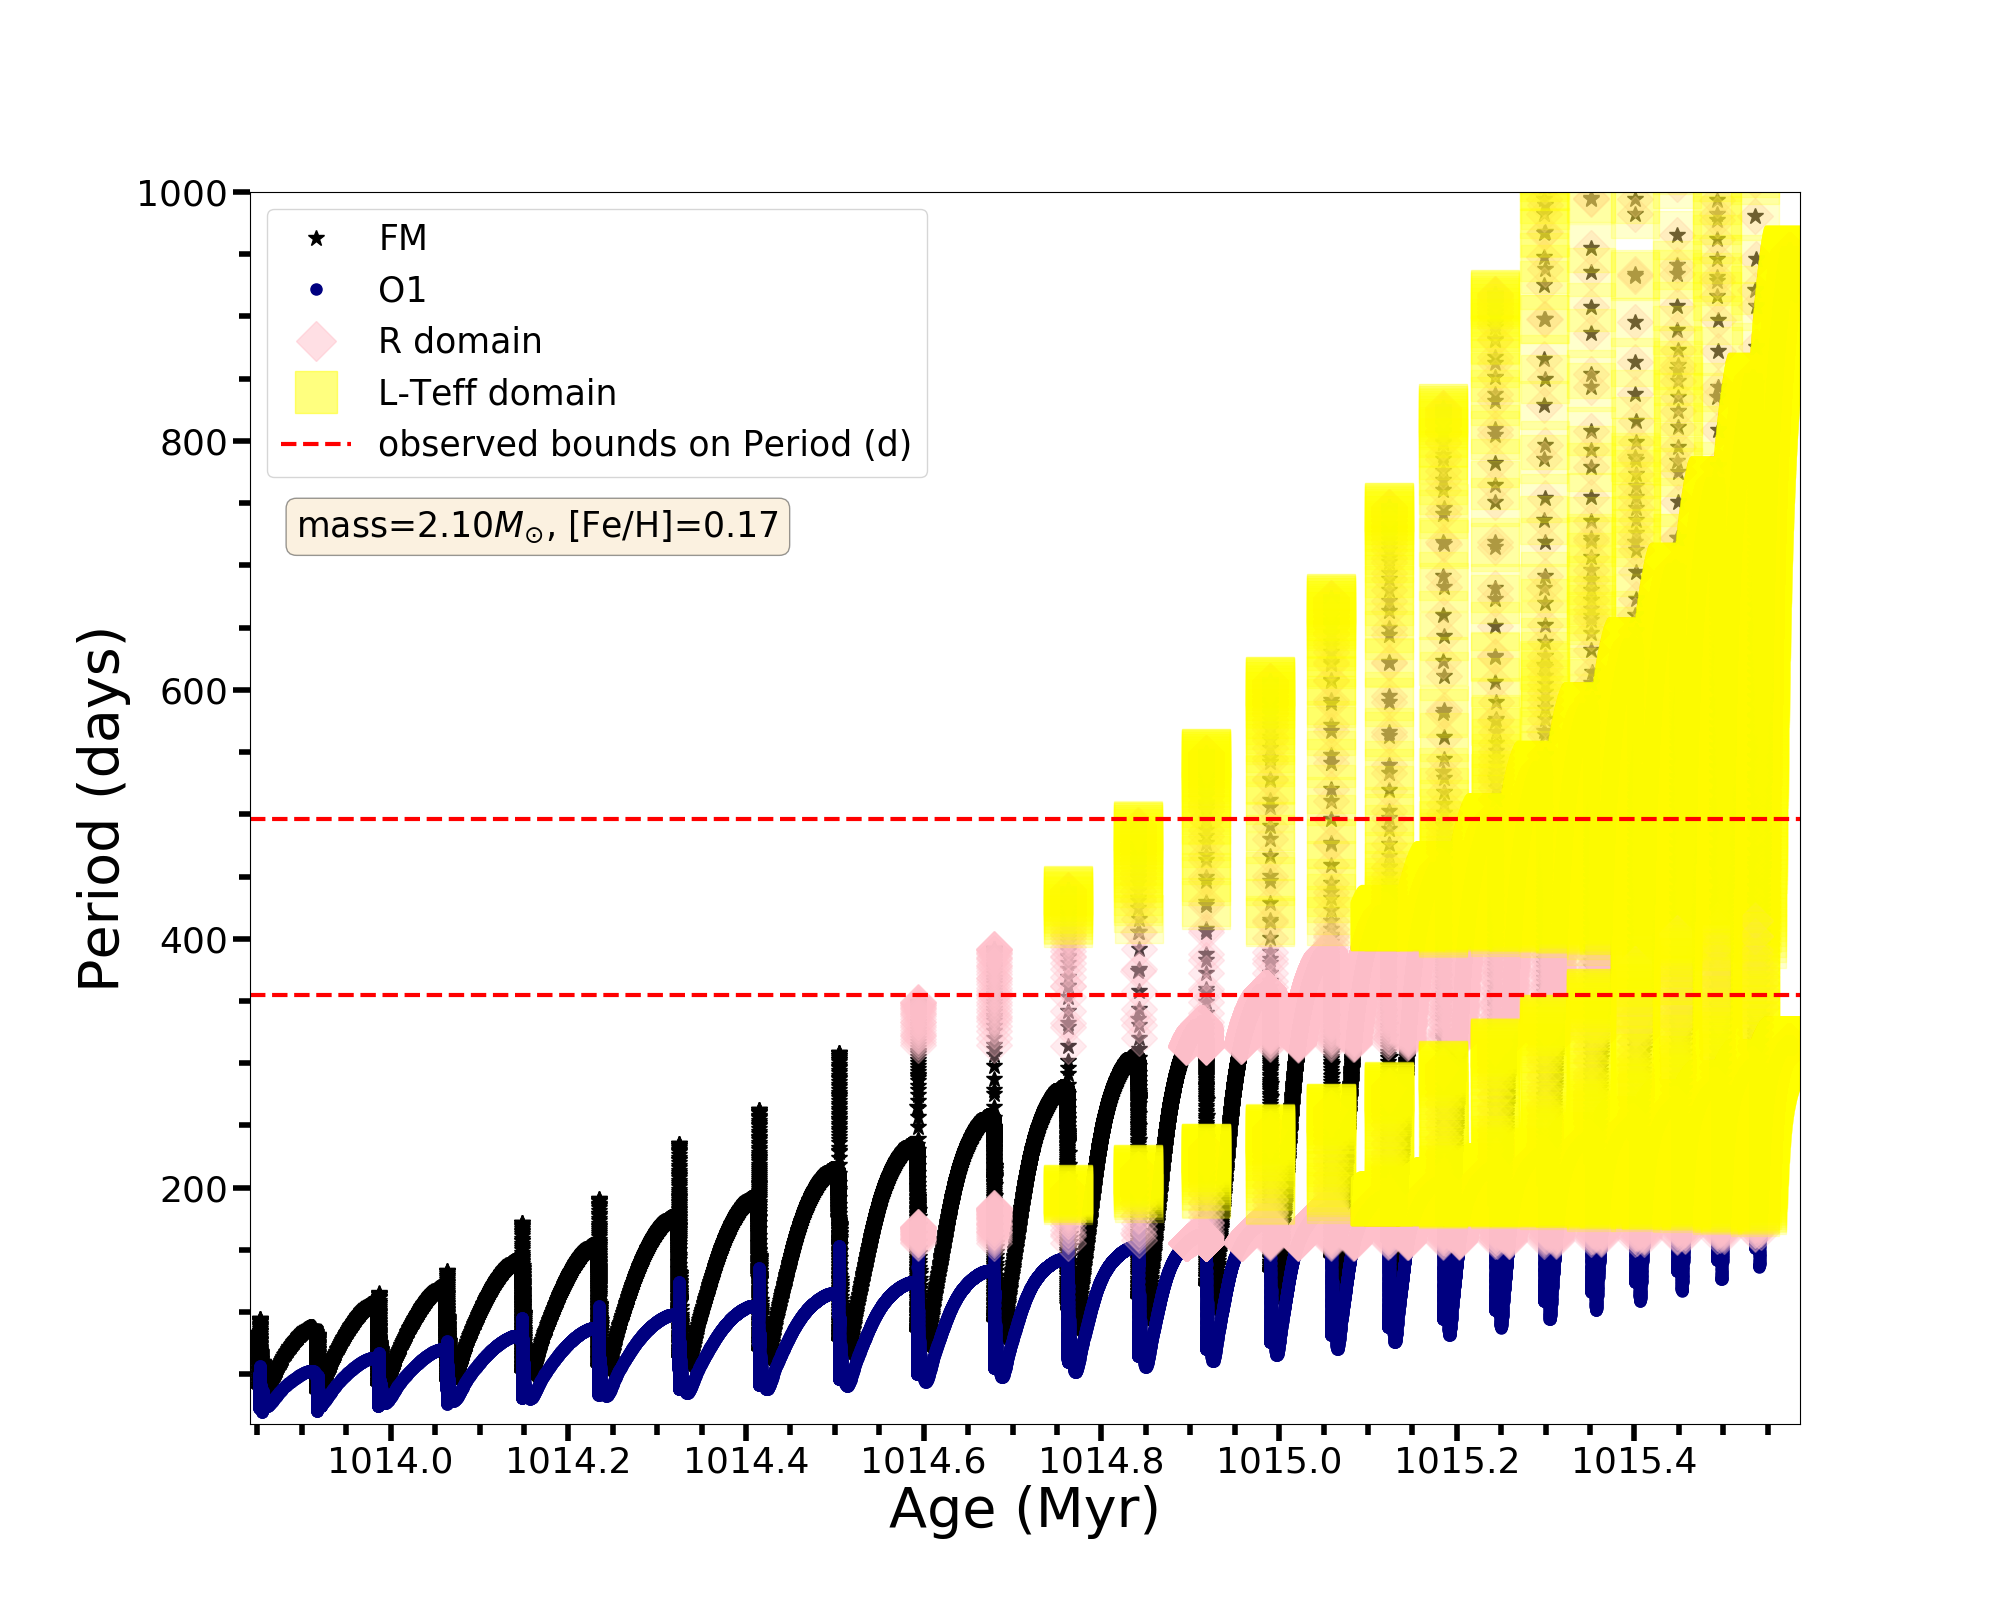 1000
800
600
400
200
Period (days)
FM
O1
R domain
L-Teff domain
observed bounds on Period (d)
mass=2.10M⊙, [Fe/H]=0.17
1014.0 1014.2 1014.4 1014.6 1014.8 1015.0 1015.2 1015.4
Age (Myr)